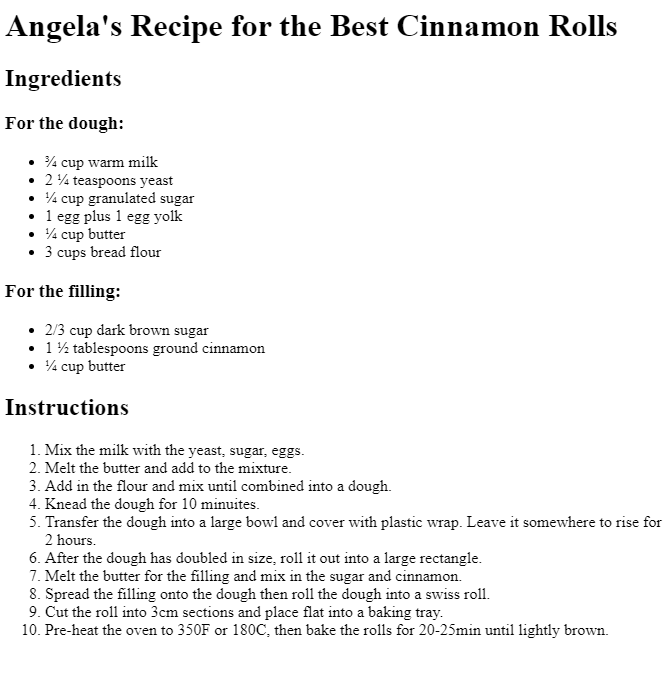 Angela's Recipe for the Best Cinnamon Rolls
Ingredients
For the dough:
• ¾ cup warm milk
• 2 ¼ teaspoons yeast
• ¼ cup granulated sugar
• 1 egg plus 1 egg yolk
• ¼ cup butter
• 3 cups bread flour
For the filling:
• 2/3 cup dark brown sugar
• 1 ½ tablespoons ground cinnamon
• ¼ cup butter
Instructions
1. Mix the milk with the yeast, sugar, eggs.
2. Melt the butter and add to the mixture.
3. Add in the flour and mix until combined into a dough.
4. Knead the dough for 10 minuites.
5. Transfer the dough into a large bowl and cover with plastic wrap. Leave it somewhere to rise for
2 hours.
6. After the dough has doubled in size, roll it out into a large rectangle.
7. Melt the butter for the filling and mix in the sugar and cinnamon.
8. Spread the filling onto the dough then roll the dough into a swiss roll.
9. Cut the roll into 3cm sections and place flat into a baking tray.
10. Pre-heat the oven to 350F or 180C, then bake the rolls for 20-25min until lightly brown.